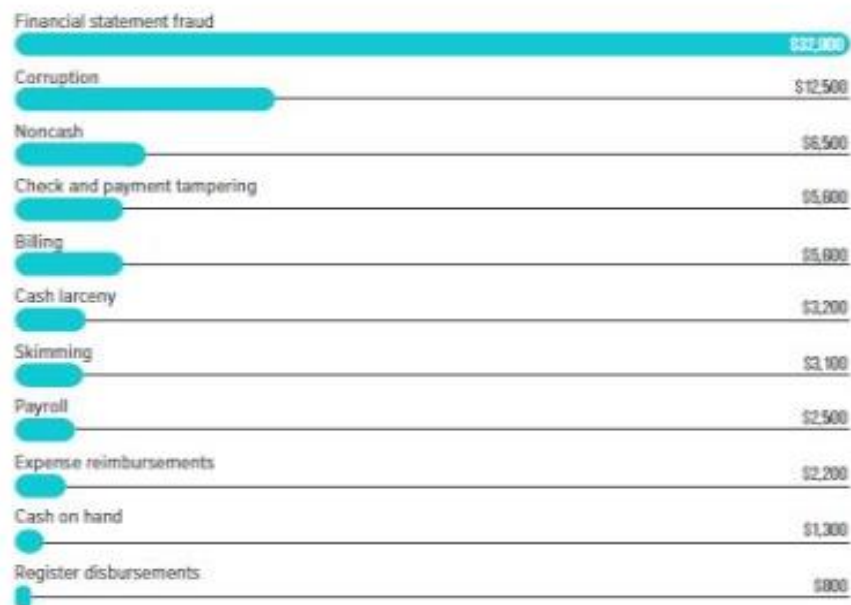 Financial statement fraud
Corruption
$12,500
Noncash
$6,500
Check and payment tampering
$5,600
Billing
$5,600
Cash larceny
$3,200
Skimming
$3,100
Payroll
$2,500
Expense reimbursements
$2,200
Cash on hand
$1,300
Register disbursements
$800